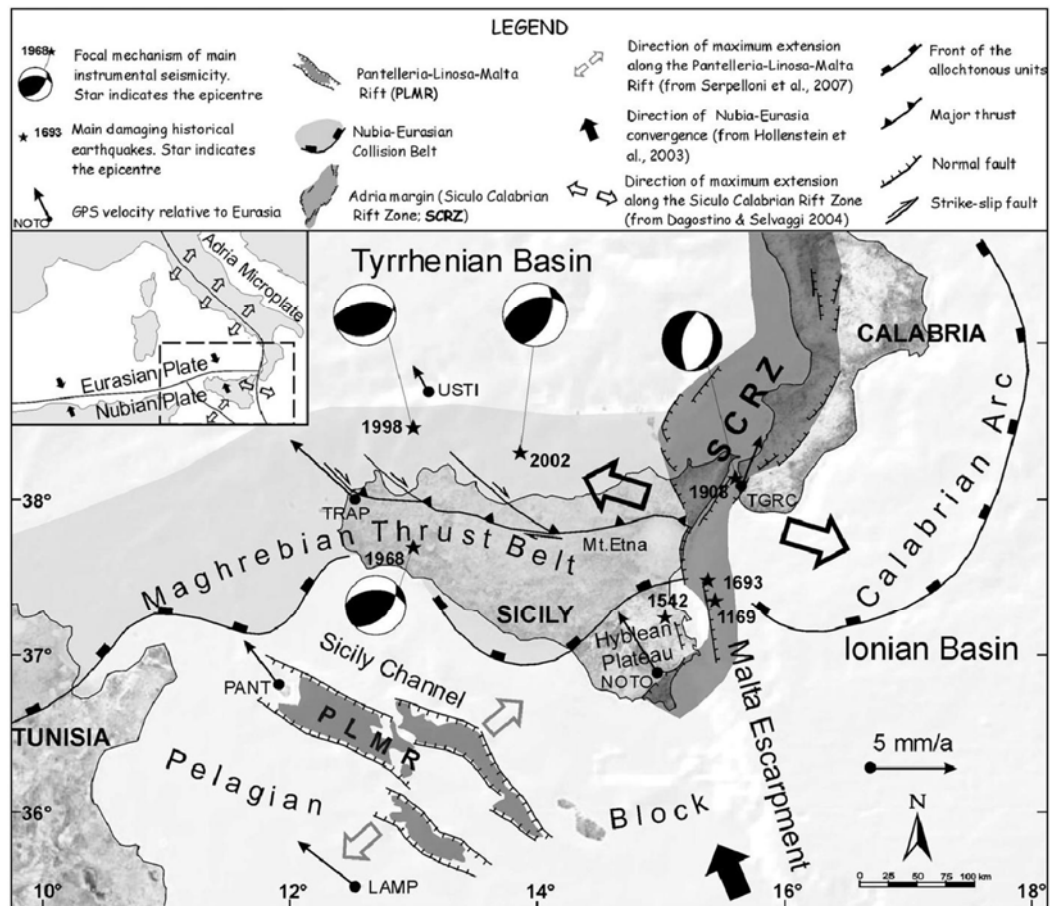 LEGEND
1968
Focal mechanism of main
instrumental seismicity.
Star indicates the epicentre
1693
Main damaging historical
earthquakes. Star indicates
the epicentre
NOTO
GPS velocity relative to Eurasia
Pantelleria-Linosa-Malta
Rift (PLMR)
Nubia-Eurasian
Collision Belt
Adria margin (Siculo Calabrian
Rift Zone; SCRZ)
Direction of maximum extension
along the Pantelleria-Linosa-Malta
Rift (from Serpelloni et al., 2007)
Direction of Nubia-Eurasia
convergence (from Hollenstein et
al., 2003)
Direction of maximum extension
along the Siculo Calabrian Rift Zone
(from Dagostino & Selvaggi 2004)
Front of the
allochtonous units
Major thrust
Normal fault
Strike-slip fault
Adria Microplate
Eurasian Plate
Nubian Plate
Tyrrhenian Basin
CALABRIA
USTI
SCRZ
1998
2002
1908
TGRC
38°
TRAP
Mt.Etna
Maghrebian Thrust Belt
Calabrian Arc
1968
1693
1542
1169
SICILY
Hyblean
Plateau
NOTO
37°
Ionian Basin
Sicily Channel
PANT
PLMR
Malta Escarpment
TUNISIA
5 mm/a
Pelagian Block
36°
N
LAMP
0 25 50 75 100 km
10°
12°
14°
16°
18°